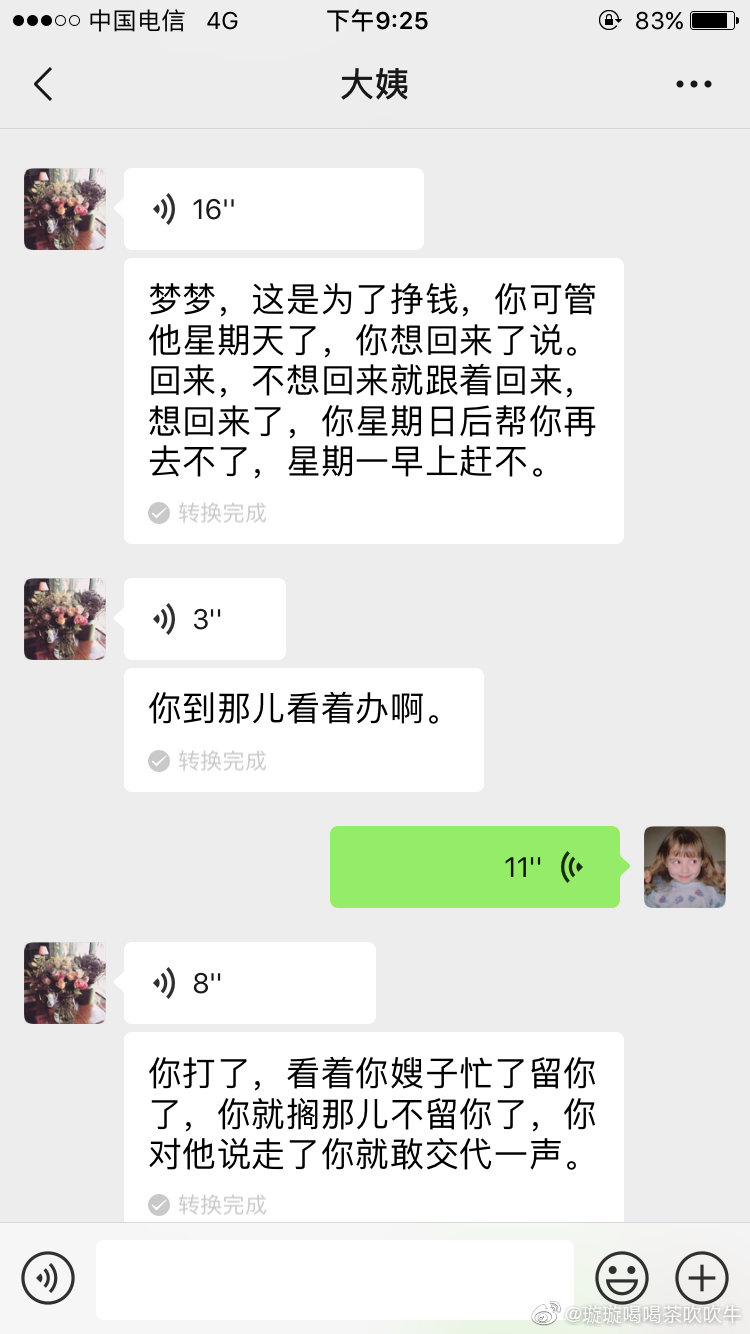 中国电信 4G 下午9:25 83%
大姨
16''
梦梦，这是为了挣钱，你可管
他星期天了，你想回来了说。
回来，不想回来就跟着回来，
想回来了，你星期日后帮你再
去不了，星期一早上赶不。
转换完成
3''
你到那儿看着办啊。
转换完成
11''
8''
你打了，看着你嫂子忙了留你
了，你就搁那儿不留你了，你
对他说走了你就敢交代一声。
转换完成
@璇璇喝喝茶吹吹牛